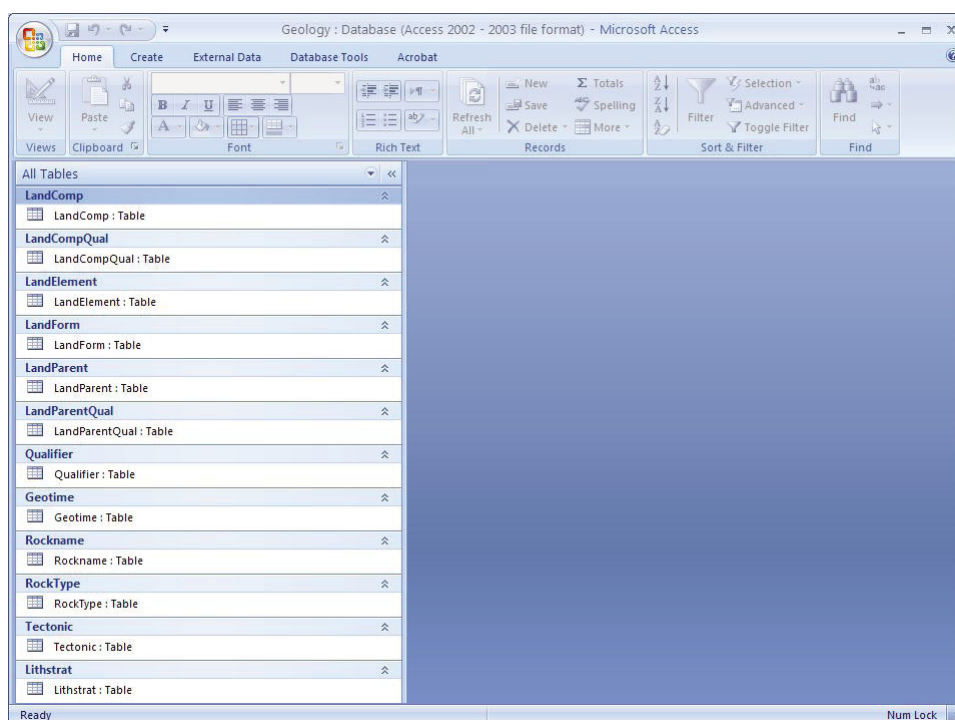 Geology : Database (Access 2002 - 2003 file format) - Microsoft Access
Home Create External Data Database Tools Acrobat
View
Paste
B I U
A
ab
Refresh All
New
Save
Delete
Σ Totals
Spelling
More
Filter
Selection
Advanced
Toggle Filter
Find
Views Clipboard Font Rich Text Records Sort & Filter Find
All Tables
LandComp
LandComp : Table
LandCompQual
LandCompQual : Table
LandElement
LandElement : Table
LandForm
LandForm : Table
LandParent
LandParent : Table
LandParentQual
LandParentQual : Table
Qualifier
Qualifier : Table
Geotime
Geotime : Table
Rockname
Rockname : Table
RockType
RockType : Table
Tectonic
Tectonic : Table
Lithstrat
Lithstrat : Table
Ready Num Lock